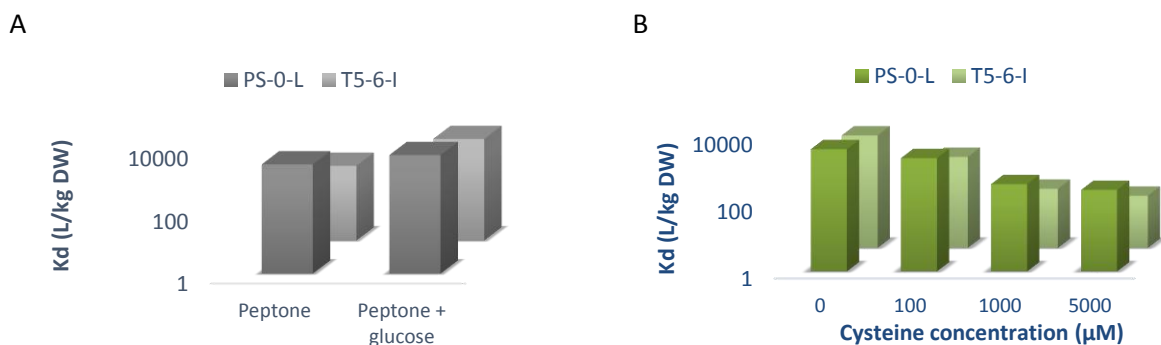 A
PS-0-L T5-6-I
Kd (L/kg DW)
10000
100
1
Peptone
Peptone +
glucose
B
PS-0-L T5-6-I
Kd (L/kg DW)
10000
100
1
0 100 1000 5000
Cysteine concentration (µM)